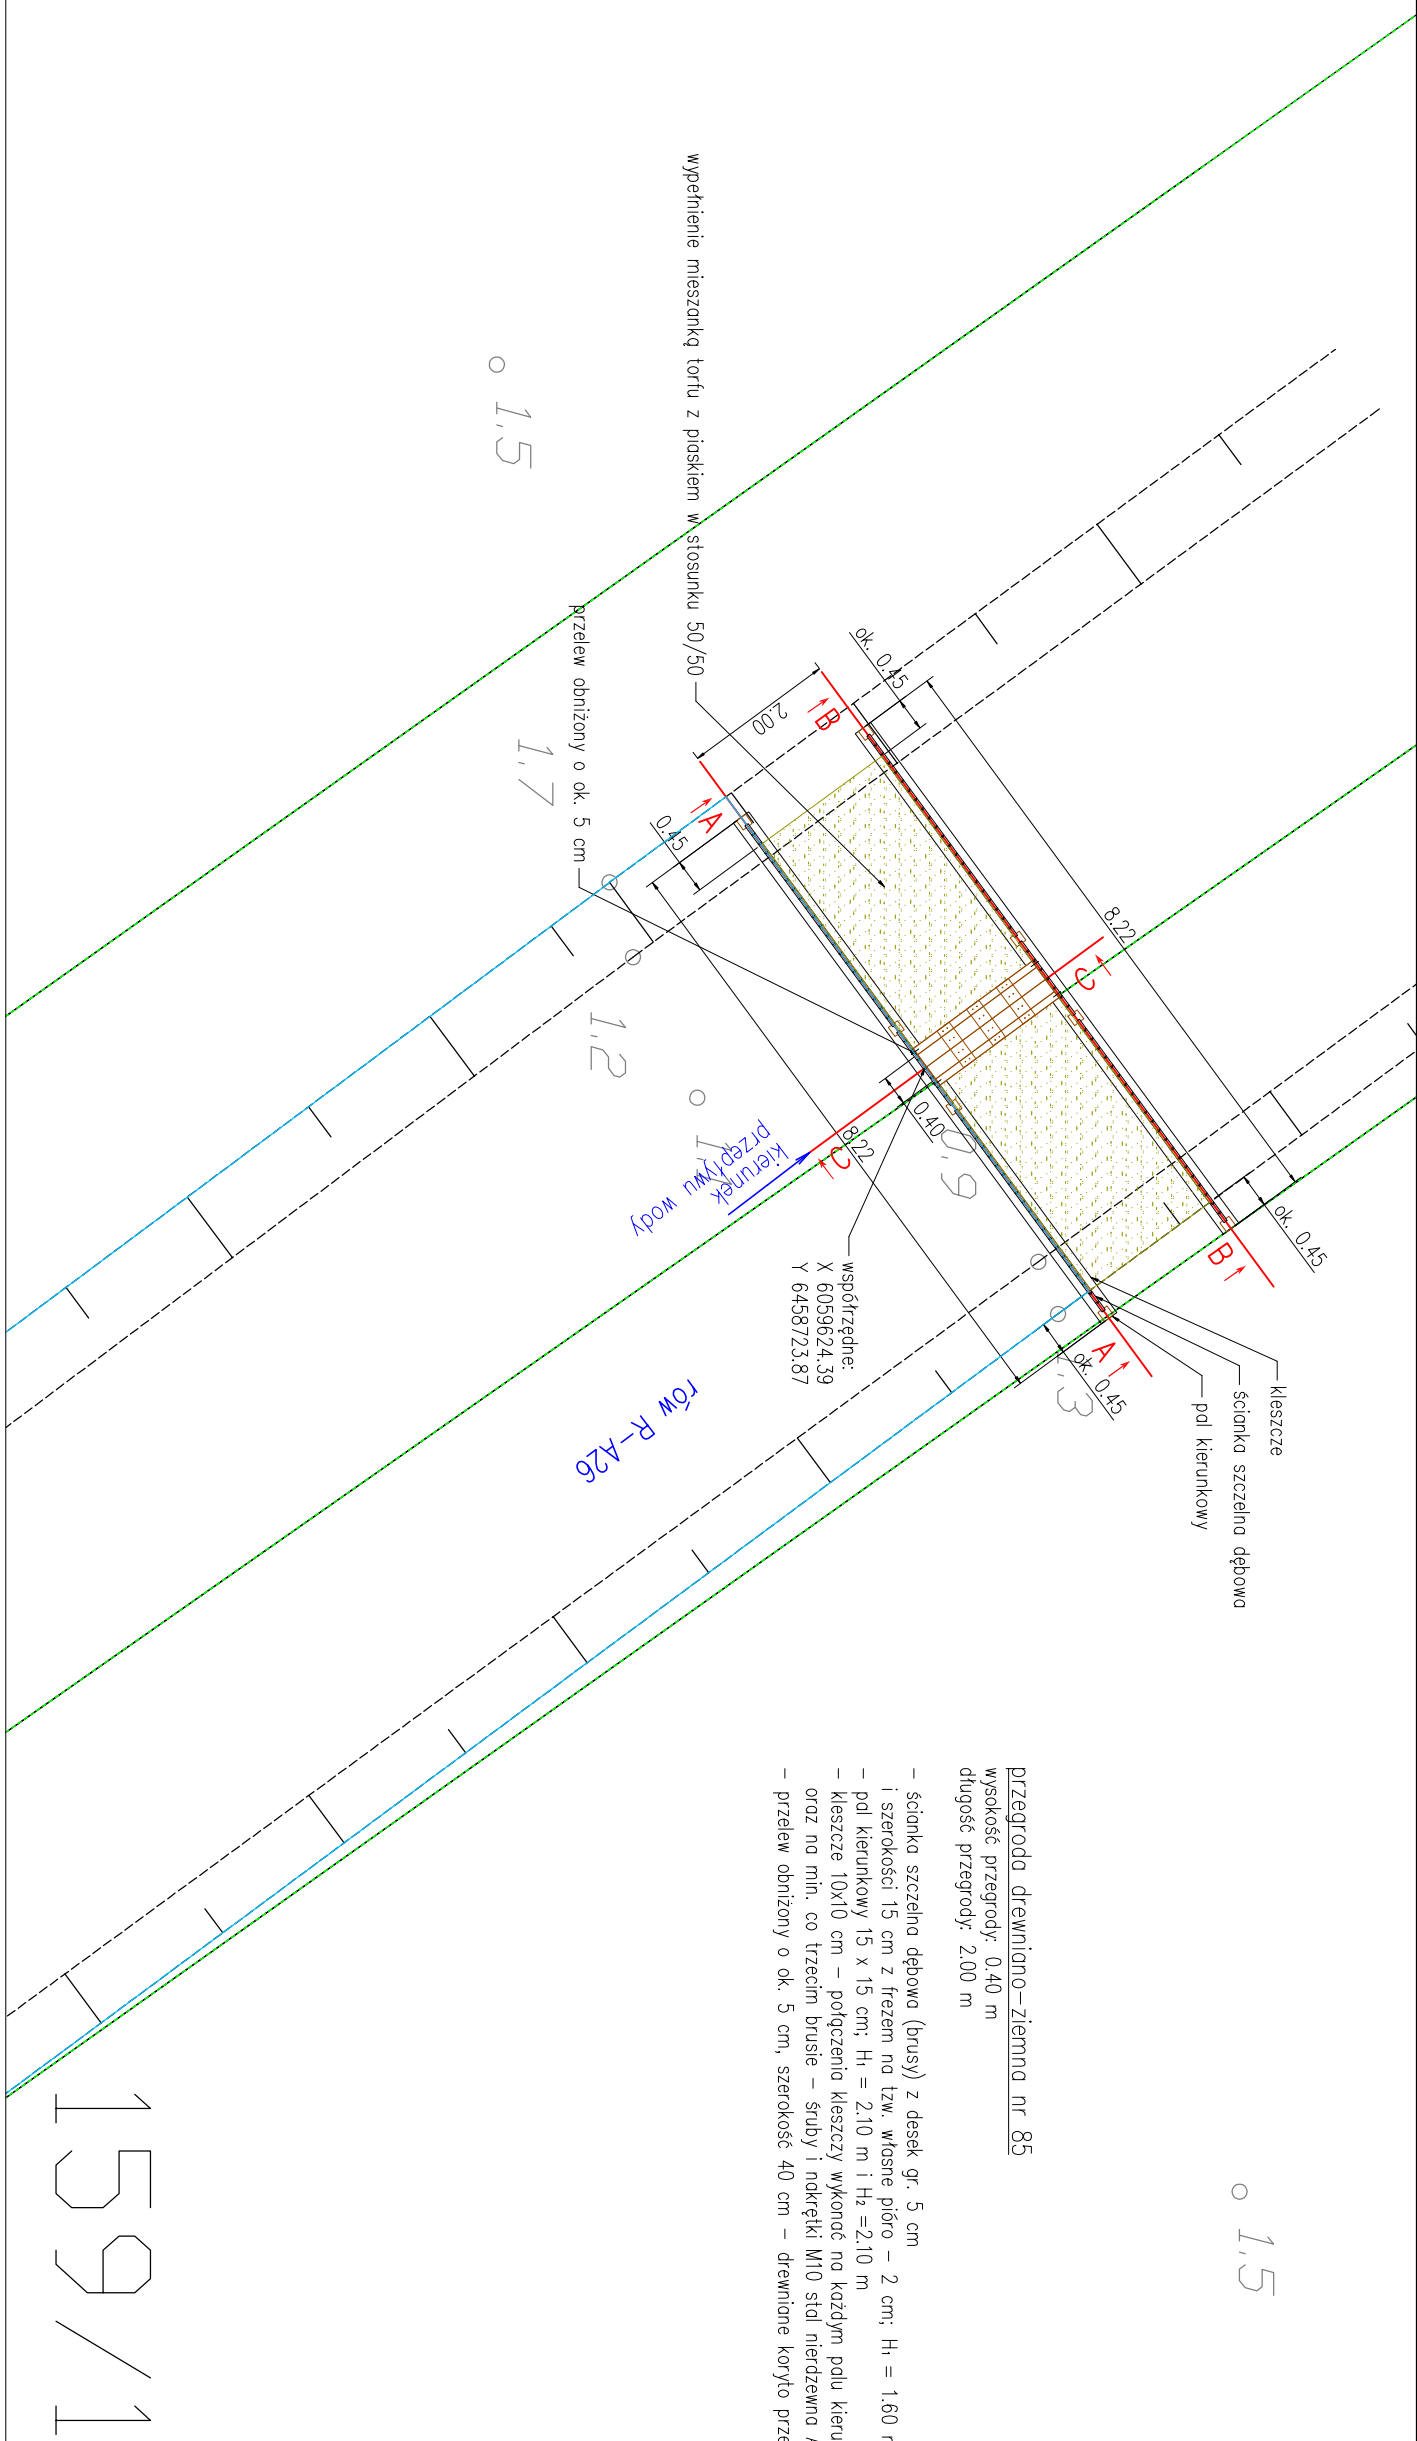 przegroda drewniano-ziemna nr 85
wysokość przegrody: 0.40 m
długość przegrody: 2.00 m
- ścianka szczelna dębowa (brusy) z desek gr. 5 cm
i szerokości 15 cm z frezem na tzw. własne pióro - 2 cm; H₁ = 1.60
- pal kierunkowy 15 x 15 cm; H₁ = 2.10 m i H₂ =2.10 m
- kleszcze 10x10 cm - połączenia kleszczy wykonać na każdym palu
oraz na min. co trzecim brusie - śruby i nakrętki M10 stal nierdzewna
- przelew obniżony o ok. 5 cm, szerokość 40 cm - drewniane koryto
kleszcze
ścianka szczelna dębowa
pal kierunkowy
wypełnienie mieszanką torfu z piaskiem w stosunku 50/50
przelew obniżony o ok. 5 cm
współrzędne:
X 6059624.39
Y 6458723.87
kierunek
przepływu wody
rów R-A26
ok. 0.45
8.22
ok. 0.45
2.00
0.45
8.22
0.40
ok. 0.45
B
B
A
A
C
C
1.5
1.7
1.2
0.9
1.5
159/1